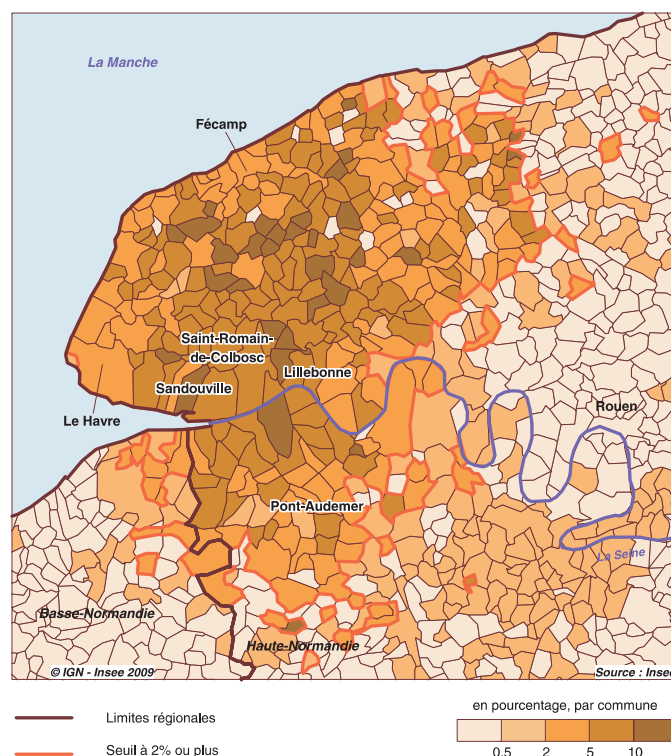 La Manche
Fécamp
Saint-Romain-
de-Colbosc
Lillebonne
Sandouville
Le Havre
Rouen
Pont-Audemer
La Seine
Basse-Normandie
Haute-Normandie
© IGN - Insee 2009
Source : Insee
en pourcentage, par commune
Limites régionales
Seuil à 2% ou plus
0,5 2 5 10